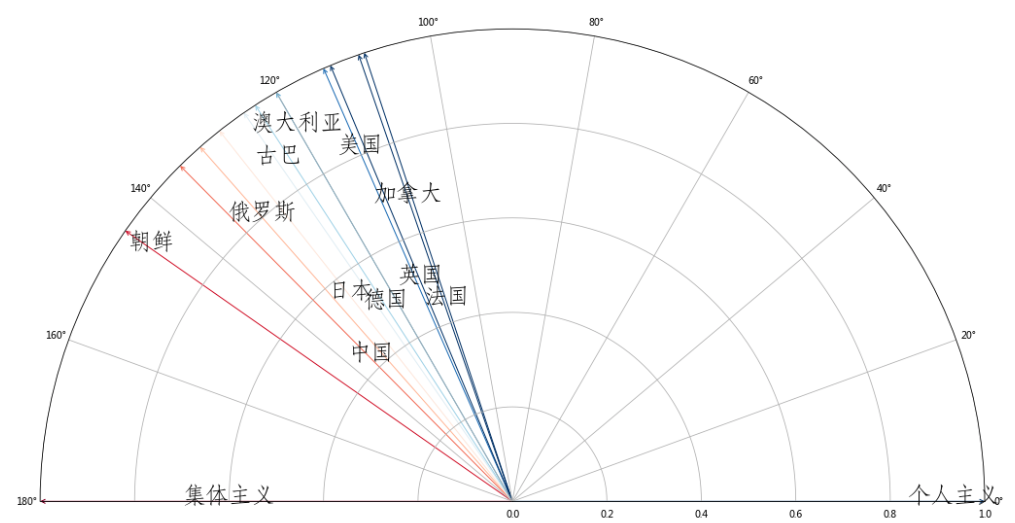 100°
80°
120°
60°
澳大利亚
美国
古巴
140°
加拿大
40°
俄罗斯
朝鲜
英国
日本
德国
法国
160°
20°
中国
180°
集体主义
个人主义
0°
0.0
0.2
0.4
0.6
0.8
1.0